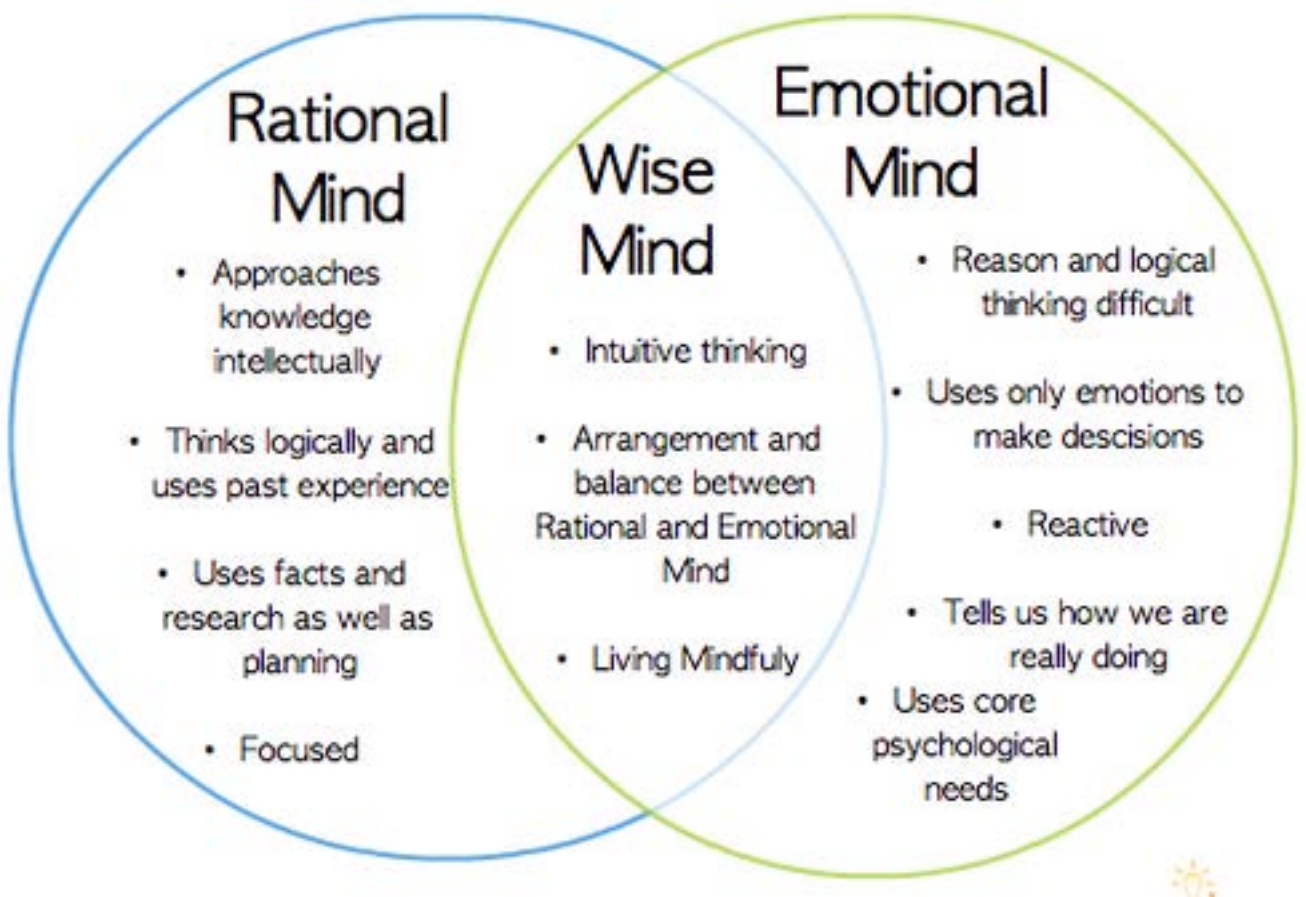 Rational
Mind
• Approaches
knowledge
intellectually
• Thinks logically and
uses past experience
• Uses facts and
research as well as
planning
• Focused
Wise
Mind
• Intuitive thinking
• Arrangement and
balance between
Rational and Emotional
Mind
• Living Mindfuly
Emotional
Mind
• Reason and logical
thinking difficult
• Uses only emotions to
make descisions
• Reactive
• Tells us how we are
really doing
• Uses core
psychological
needs